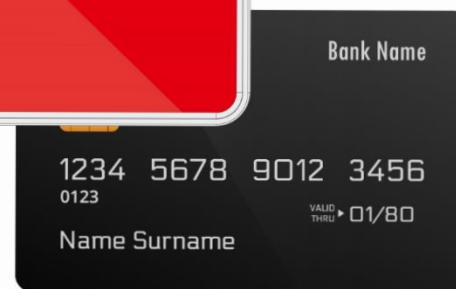 Bank Name
1234 5678 9012 3456
0123
VALID THRU 01/80
Name Surname